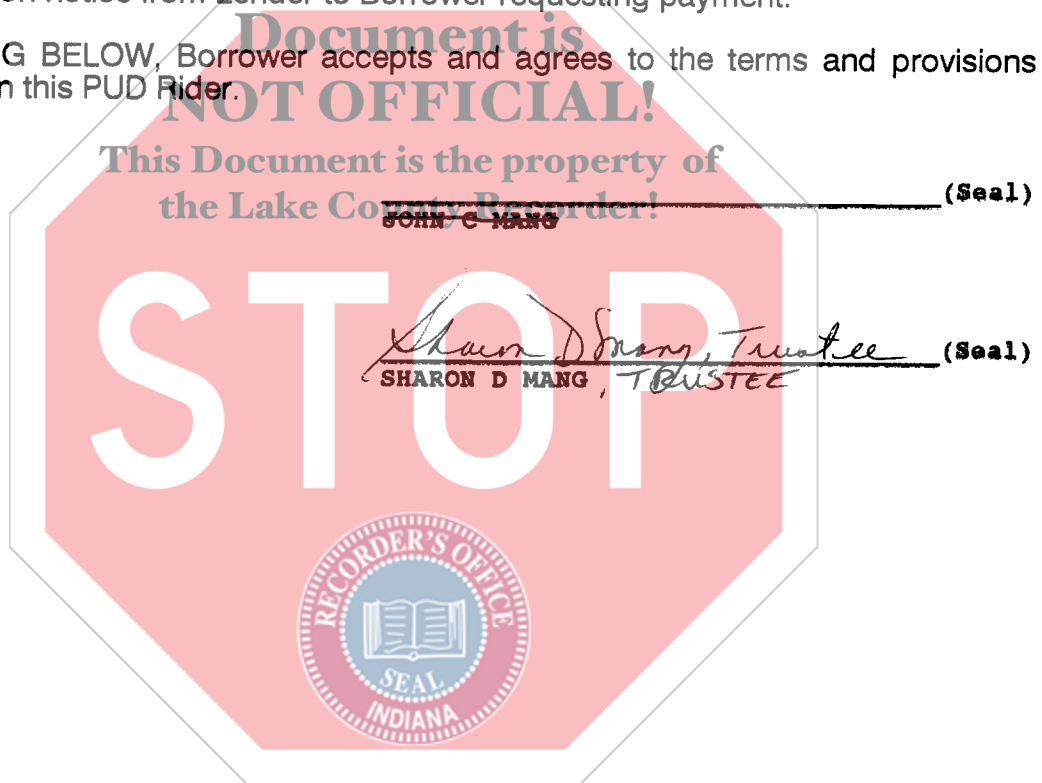 on notice from Lender to Borrower requesting payment.
Document is
G BELOW, Borrower accepts and agrees to the terms and provisions
n this PUD Rider.
NOT OFFICIAL!
This Document is the property of
the Lake County Recorder!
(Seal)
JOHN C MANG
Sharon D Mang, Trustee (Seal)
SHARON D MANG, TRUSTEE
STOP
RECORDER'S OFFICE
SEAL
INDIANA